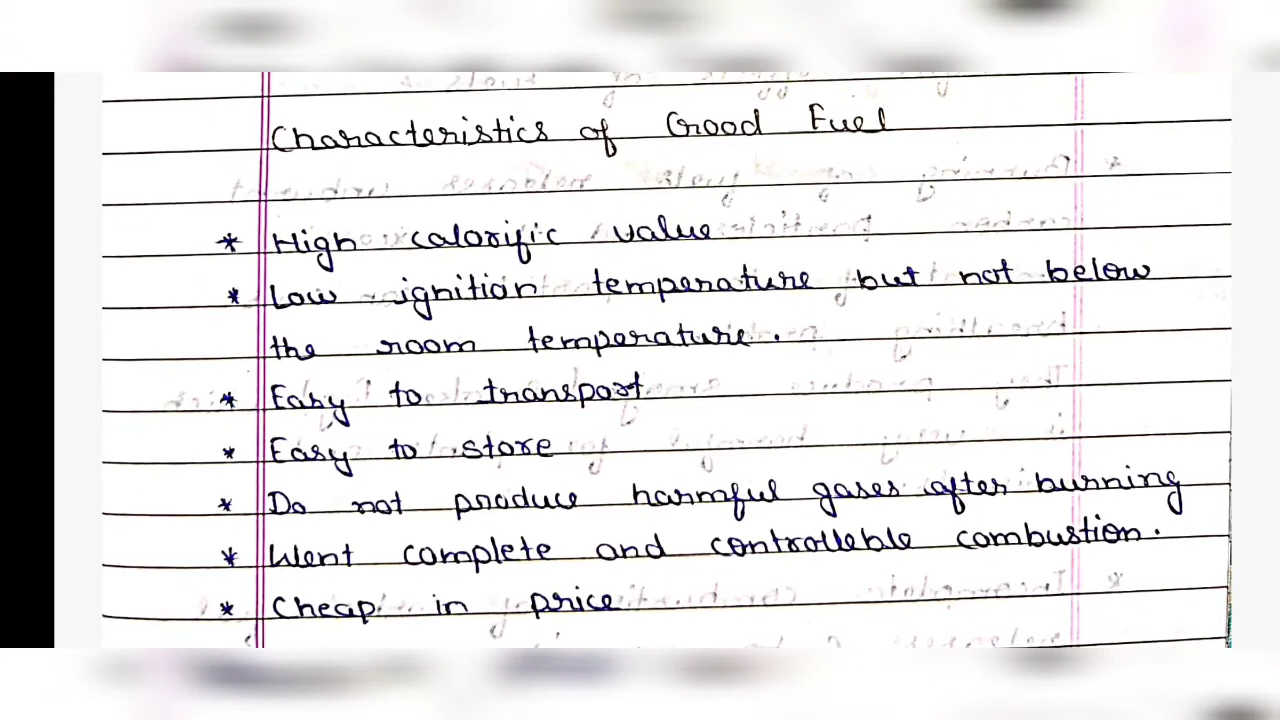 Characteristics of Good Fuel
* High calorific value
* Low ignition temperature but not below
the room temperature.
* Easy to transport
* Easy to store
* Do not produce harmful gases after burning
* Went complete and controlleble combustion.
* Cheap in price